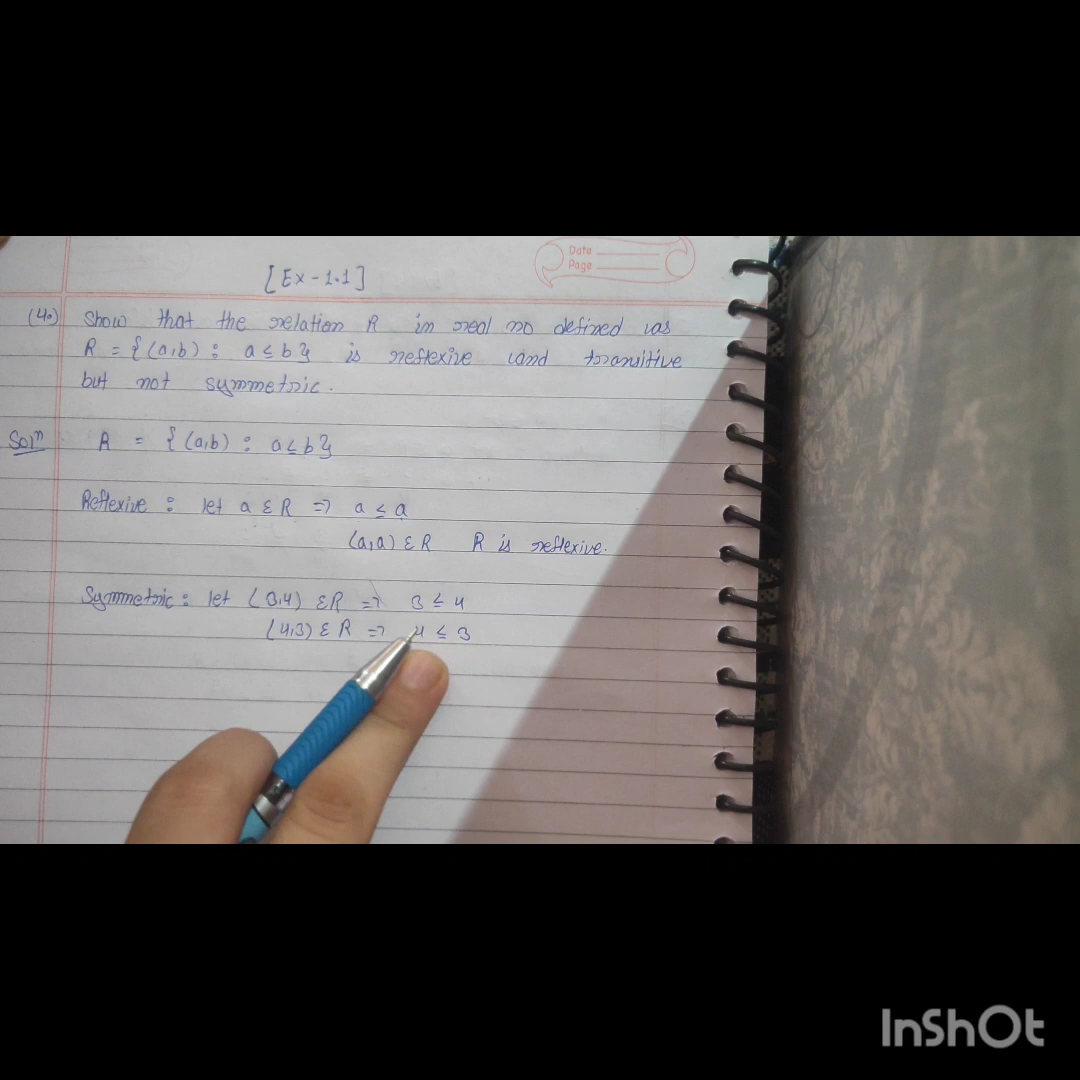 Date
Page
[Ex-1.1]
(4.) Show that the relation R in real no defined as
R = {(a,b) : a ≤ b} is reflexive and transitive
but not symmetric.
Solⁿ R = {(a,b) : a ≤ b}
Reflexive : let a ε R => a ≤ a
(a,a) ε R R is reflexive.
Symmetric : let (3,4) ε R => 3 ≤ 4
(4,3) ε R => 4 ≤ 3
InShOt